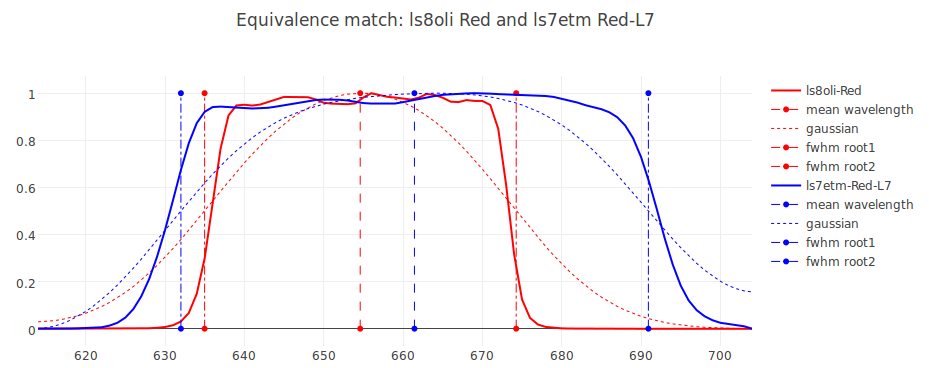 Equivalence match: ls8oli Red and ls7etm Red-L7
1
0.8
0.6
0.4
0.2
0
620 630 640 650 660 670 680 690 700
ls8oli-Red
mean wavelength
gaussian
fwhm root1
fwhm root2
ls7etm-Red-L7
mean wavelength
gaussian
fwhm root1
fwhm root2